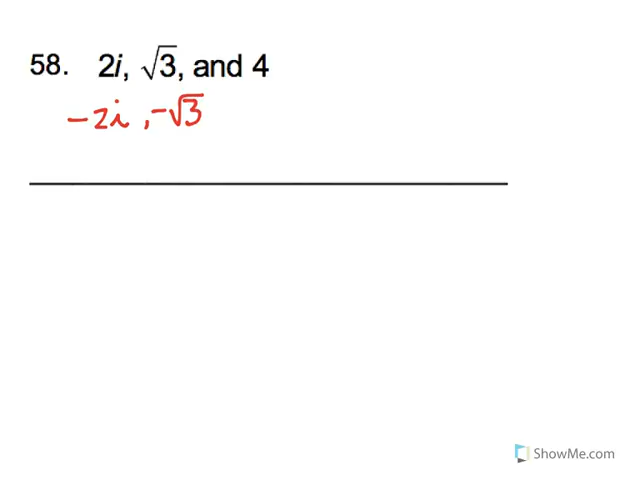 58. 2i, √3, and 4
-2i, -√3
ShowMe.com